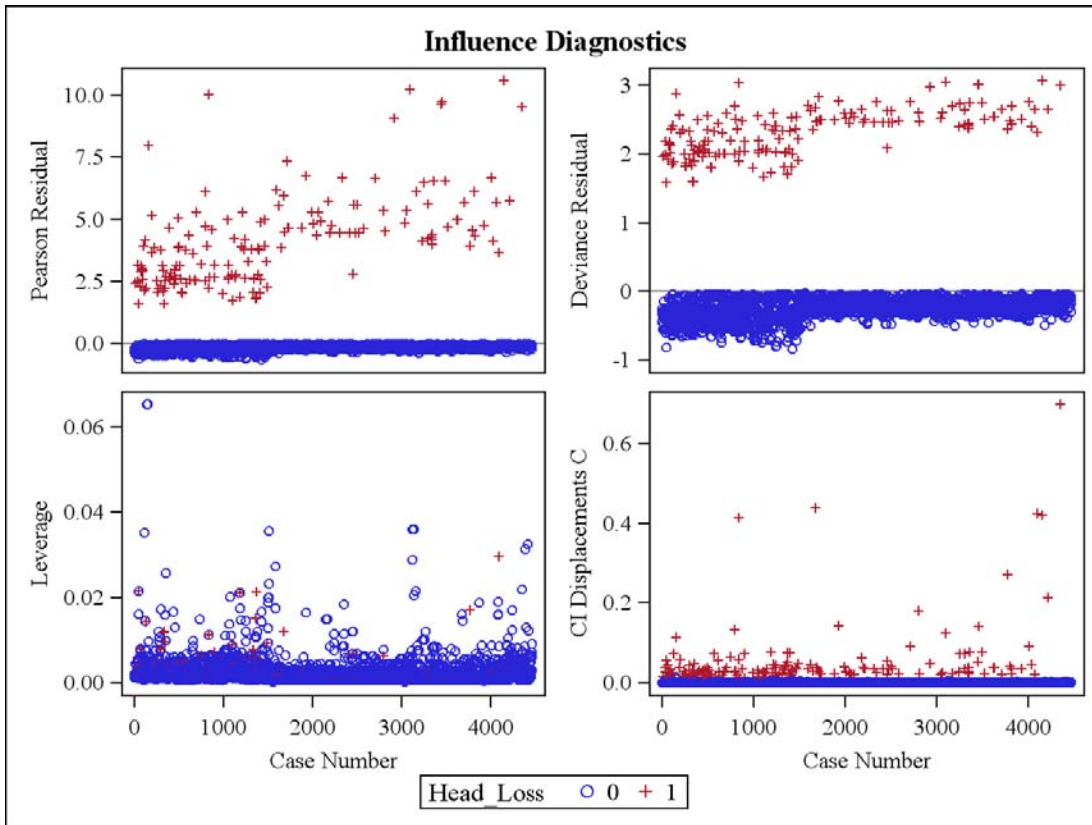 Influence Diagnostics
Pearson Residual
10.0
7.5
5.0
2.5
0.0
Deviance Residual
3
2
1
0
-1
Leverage
0.06
0.04
0.02
0.00
0 1000 2000 3000 4000
Case Number
CI Displacements C
0.6
0.4
0.2
0.0
0 1000 2000 3000 4000
Case Number
Head_Loss 0 1